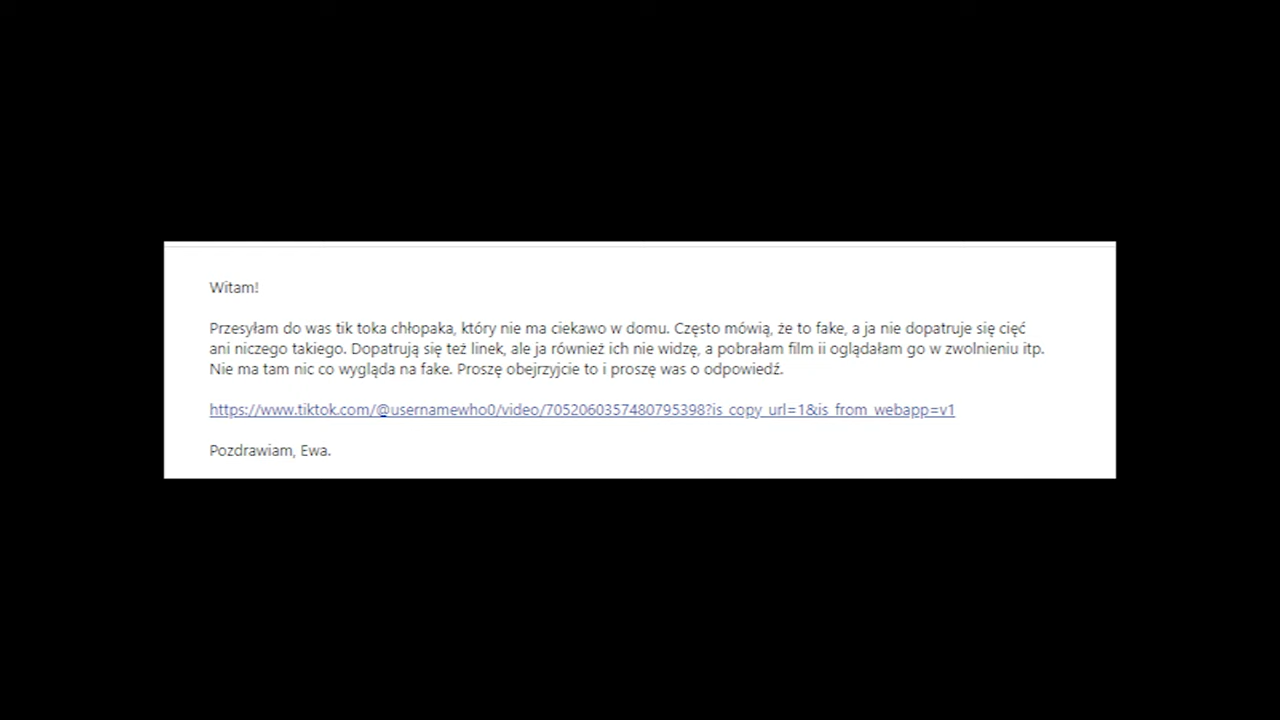 Witam!
Przesyłam do was tik toka chłopaka, który nie ma ciekawo w domu. Często mówią, że to fake, a ja nie dopatruje się cięć
ani niczego takiego. Dopatrują się też linek, ale ja również ich nie widzę, a pobrałam film ii oglądałam go w zwolnieniu itp.
Nie ma tam nic co wygląda na fake. Proszę obejrzyjcie to i proszę was o odpowiedź.
https://www.tiktok.com/@usernamewho0/video/7052060357480795398?is_copy_url=1&is_from_webapp=v1
Pozdrawiam, Ewa.